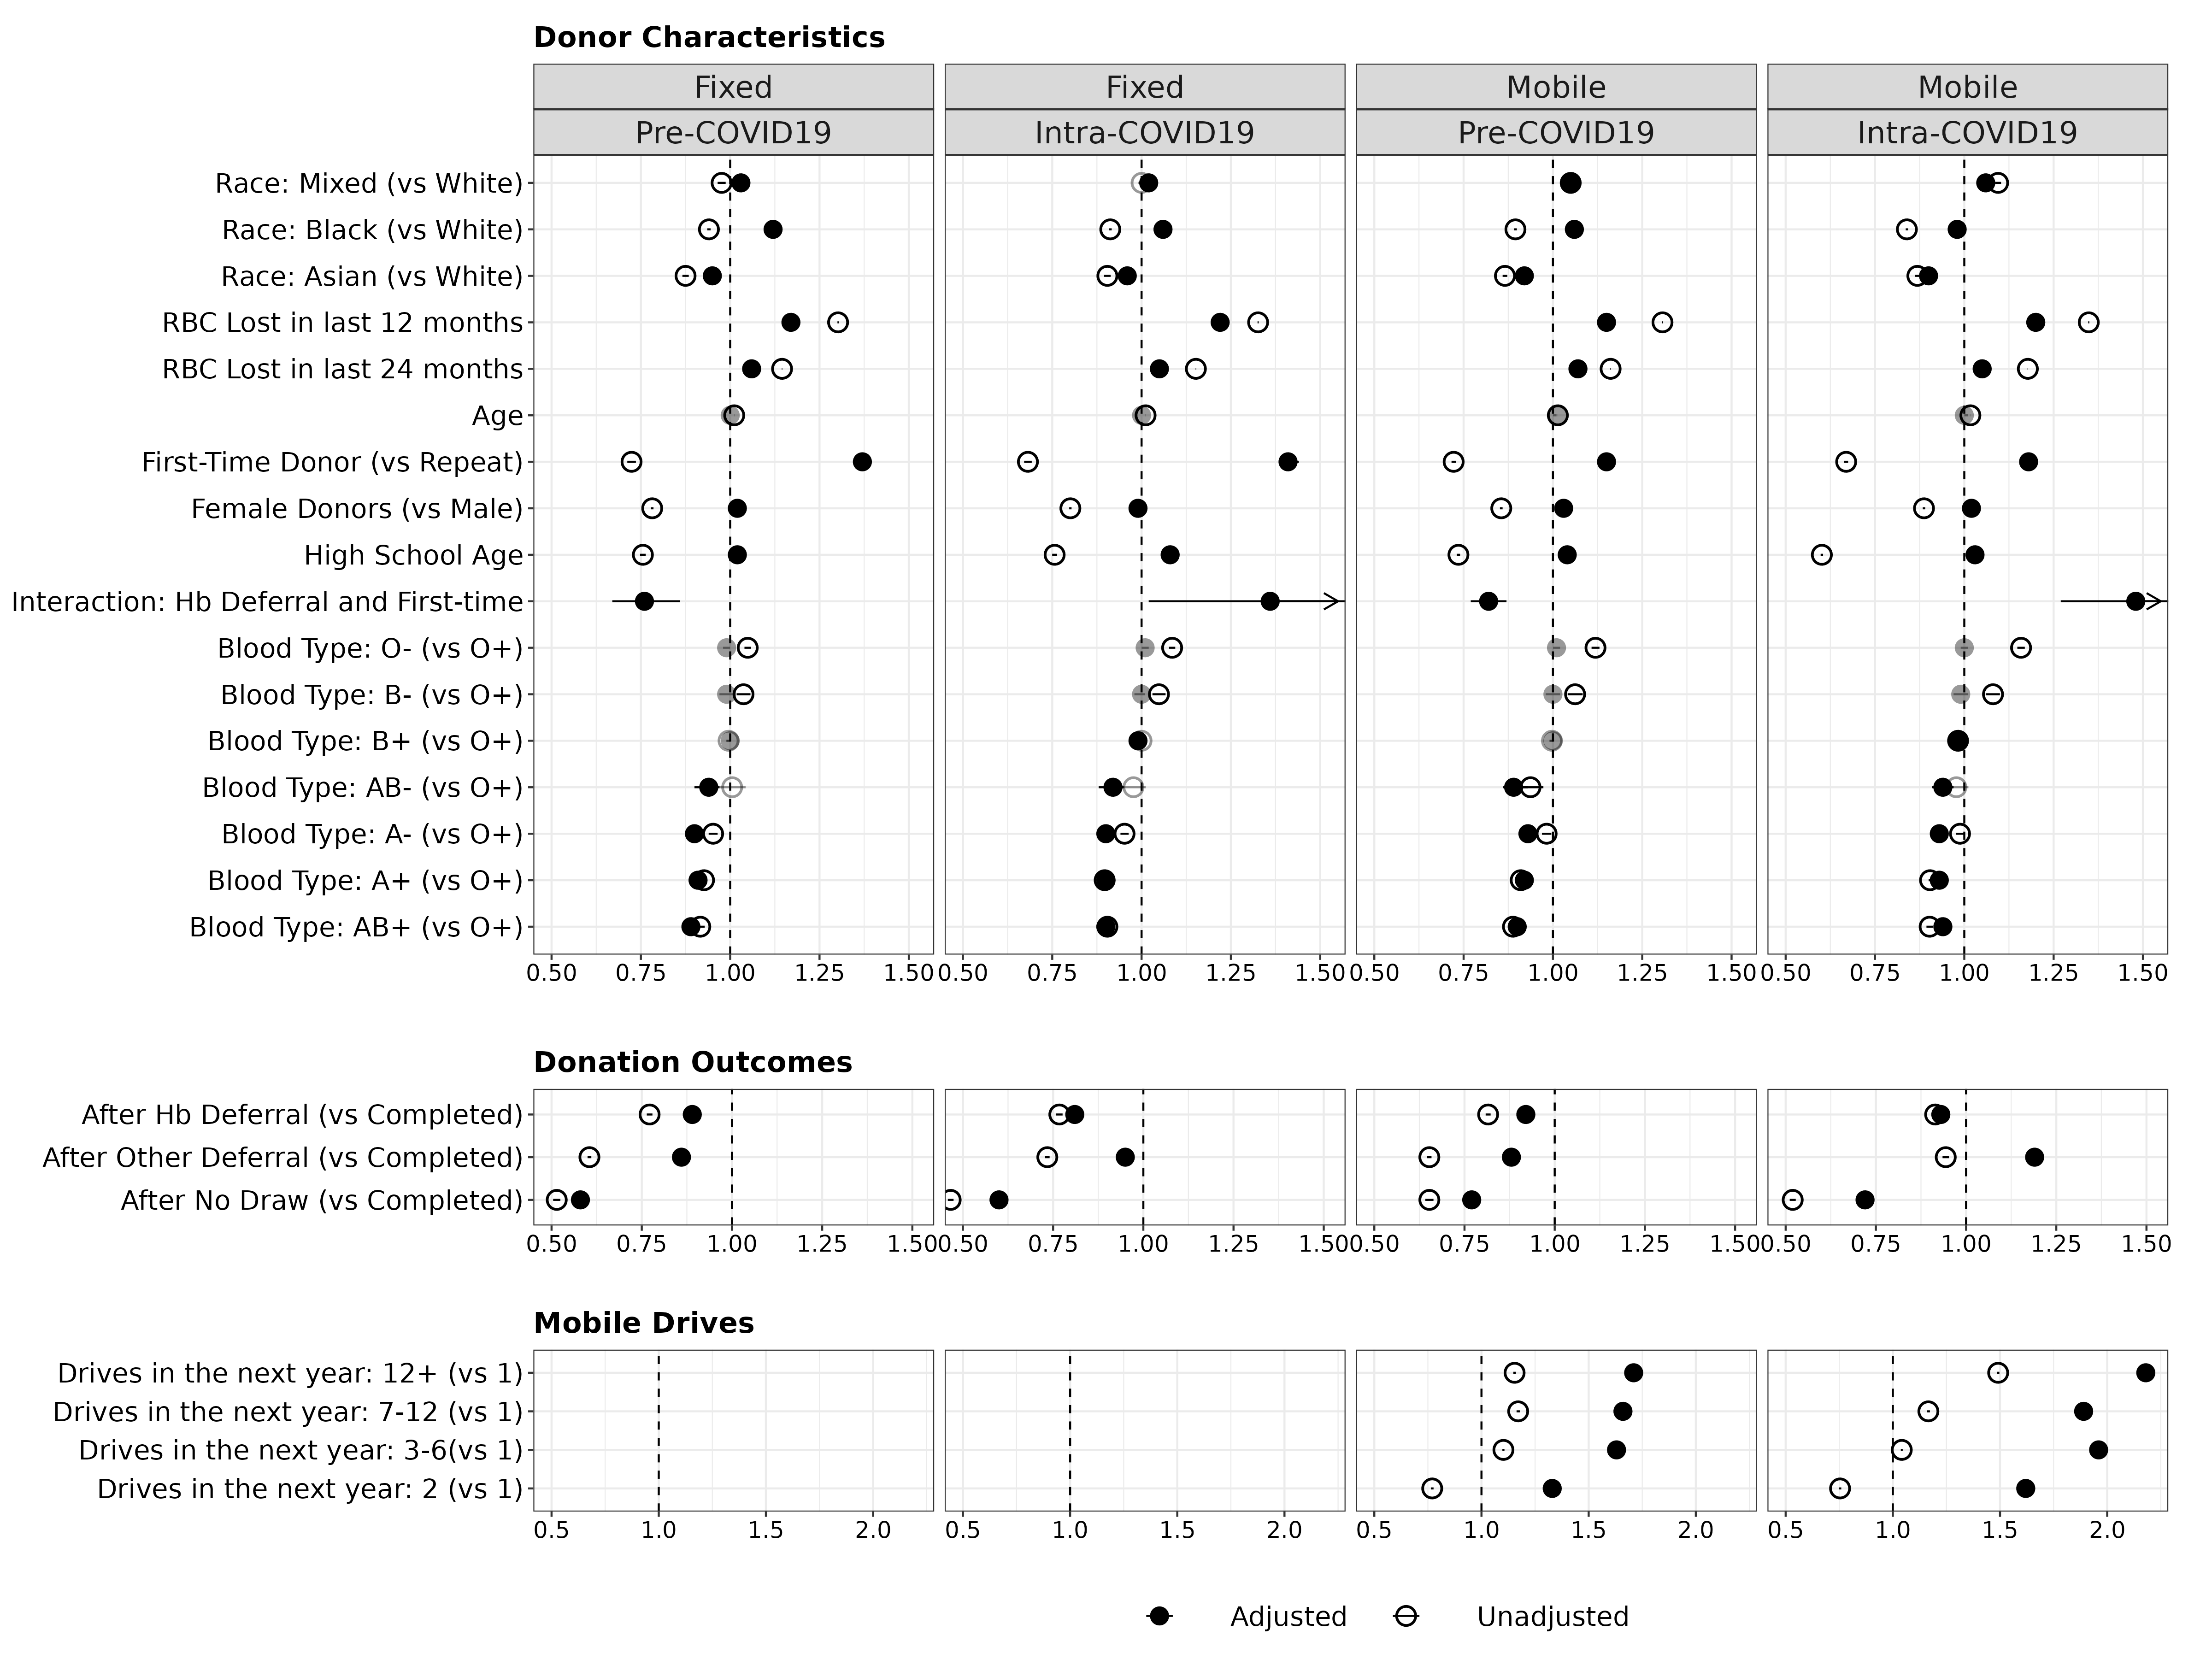 Donor Characteristics
Fixed Fixed Mobile Mobile
Pre-COVID19 Intra-COVID19 Pre-COVID19 Intra-COVID19
Race: Mixed (vs White)
Race: Black (vs White)
Race: Asian (vs White)
RBC Lost in last 12 months
RBC Lost in last 24 months
Age
First-Time Donor (vs Repeat)
Female Donors (vs Male)
High School Age
Interaction: Hb Deferral and First-time
Blood Type: O- (vs O+)
Blood Type: B- (vs O+)
Blood Type: B+ (vs O+)
Blood Type: AB- (vs O+)
Blood Type: A- (vs O+)
Blood Type: A+ (vs O+)
Blood Type: AB+ (vs O+)
0.50 0.75 1.00 1.25 1.50 0.50 0.75 1.00 1.25 1.50 0.50 0.75 1.00 1.25 1.50 0.50 0.75 1.00 1.25 1.50
Donation Outcomes
After Hb Deferral (vs Completed)
After Other Deferral (vs Completed)
After No Draw (vs Completed)
0.50 0.75 1.00 1.25 1.50 0.50 0.75 1.00 1.25 1.50 0.50 0.75 1.00 1.25 1.50 0.50 0.75 1.00 1.25 1.50
Mobile Drives
Drives in the next year: 12+ (vs 1)
Drives in the next year: 7-12 (vs 1)
Drives in the next year: 3-6(vs 1)
Drives in the next year: 2 (vs 1)
0.5 1.0 1.5 2.0 0.5 1.0 1.5 2.0 0.5 1.0 1.5 2.0 0.5 1.0 1.5 2.0
Adjusted Unadjusted